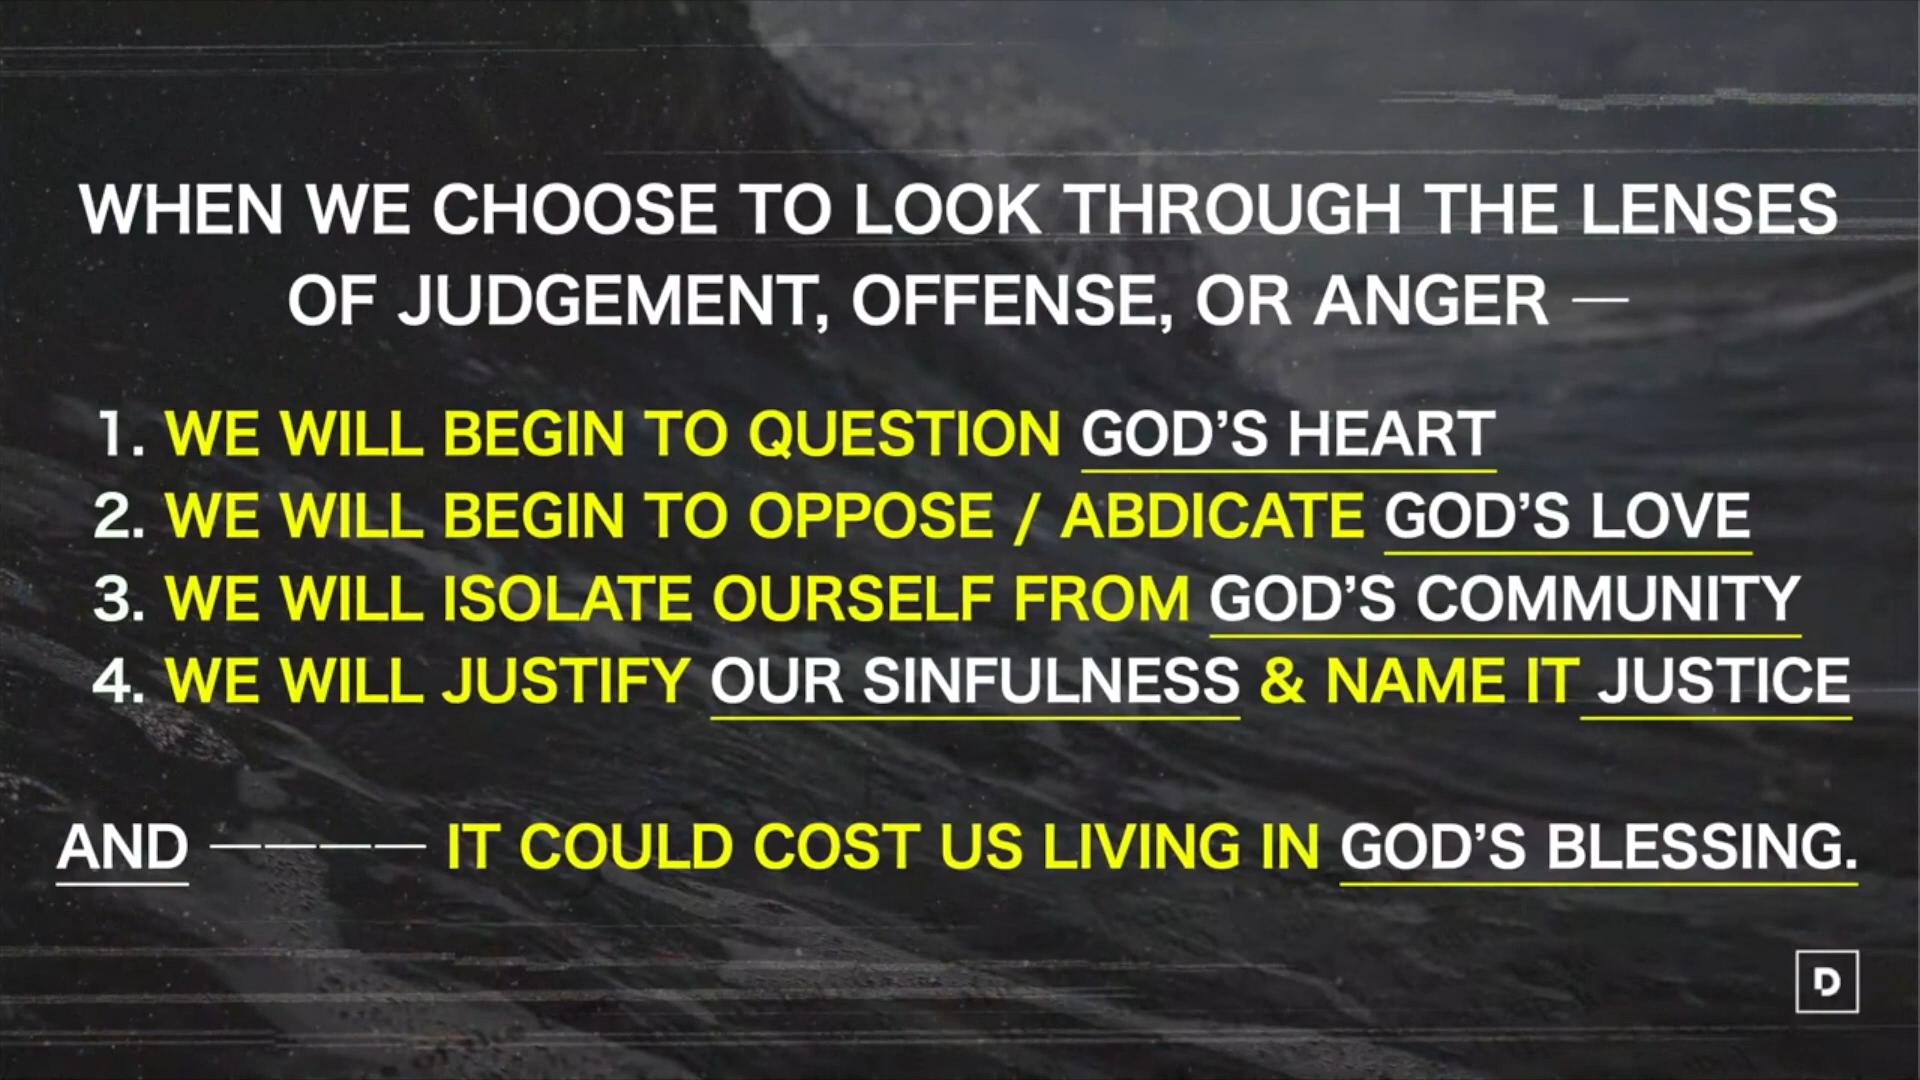 WHEN WE CHOOSE TO LOOK THROUGH THE LENSES
OF JUDGEMENT, OFFENSE, OR ANGER —
1. WE WILL BEGIN TO QUESTION GOD'S HEART
2. WE WILL BEGIN TO OPPOSE / ABDICATE GOD'S LOVE
3. WE WILL ISOLATE OURSELF FROM GOD'S COMMUNITY
4. WE WILL JUSTIFY OUR SINFULNESS & NAME IT JUSTICE
AND ———— IT COULD COST US LIVING IN GOD'S BLESSING.
D